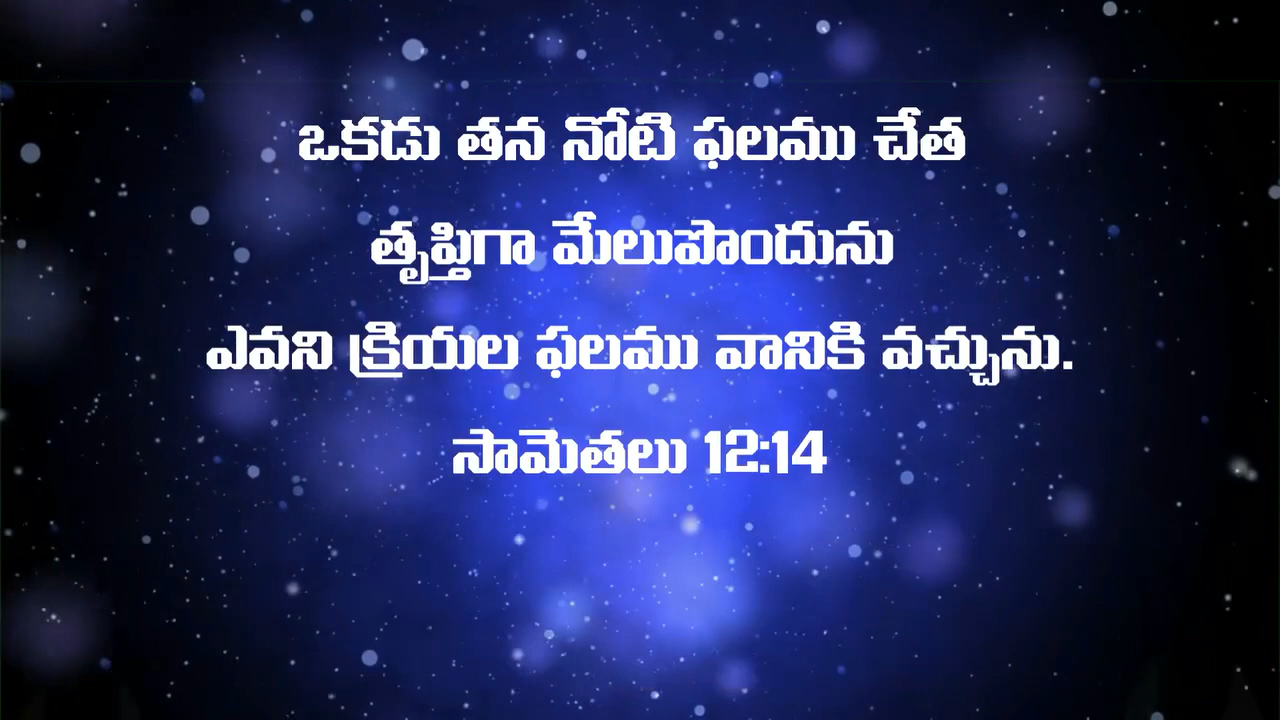 ఒకడు తన నోటి ఫలము చేత
తృప్తిగా మేలుపొందును
ఎవని క్రియల ఫలము వానికి వచ్చును.
సామెతలు 12:14